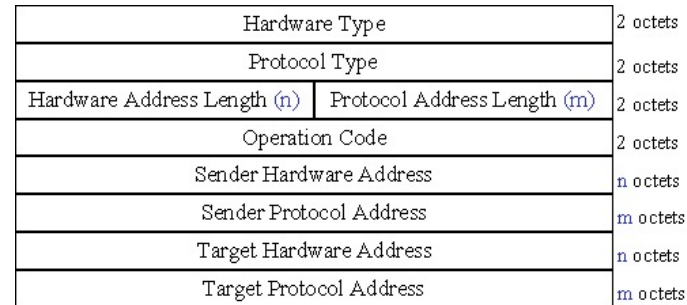 Hardware Type 2 octets
Protocol Type 2 octets
Hardware Address Length (n) Protocol Address Length (m) 2 octets
Operation Code 2 octets
Sender Hardware Address n octets
Sender Protocol Address m octets
Target Hardware Address n octets
Target Protocol Address m octets